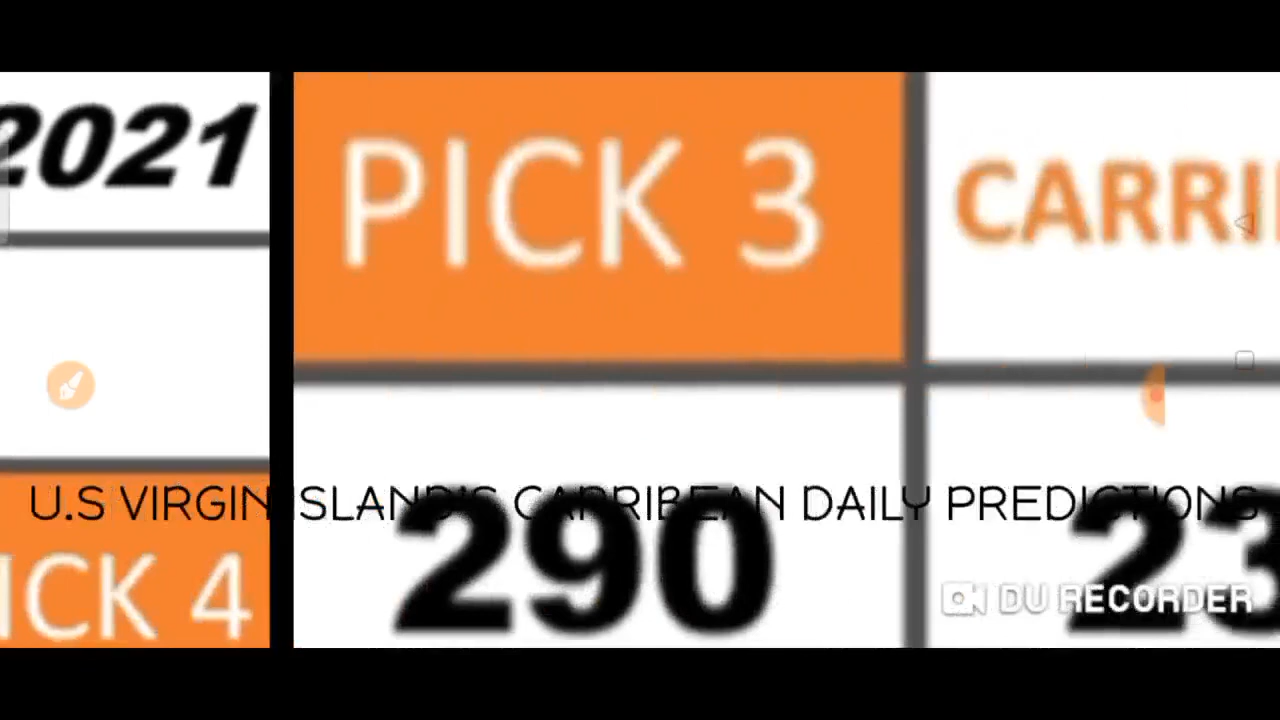 2021
PICK 3
CARRI
U.S VIRGIN ISLAND'S CARRIBEAN DAILY PREDICTIONS
290
23
ICK 4
DU RECORDER